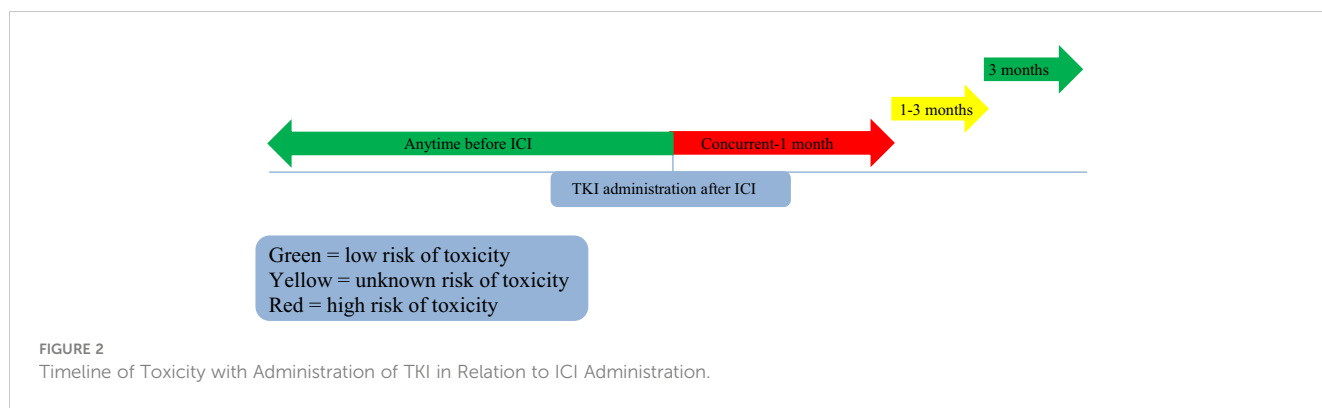 3 months
1-3 months
Anytime before ICI
Concurrent-1 month
TKI administration after ICI
Green = low risk of toxicity
Yellow = unknown risk of toxicity
Red = high risk of toxicity
FIGURE 2
Timeline of Toxicity with Administration of TKI in Relation to ICI Administration.